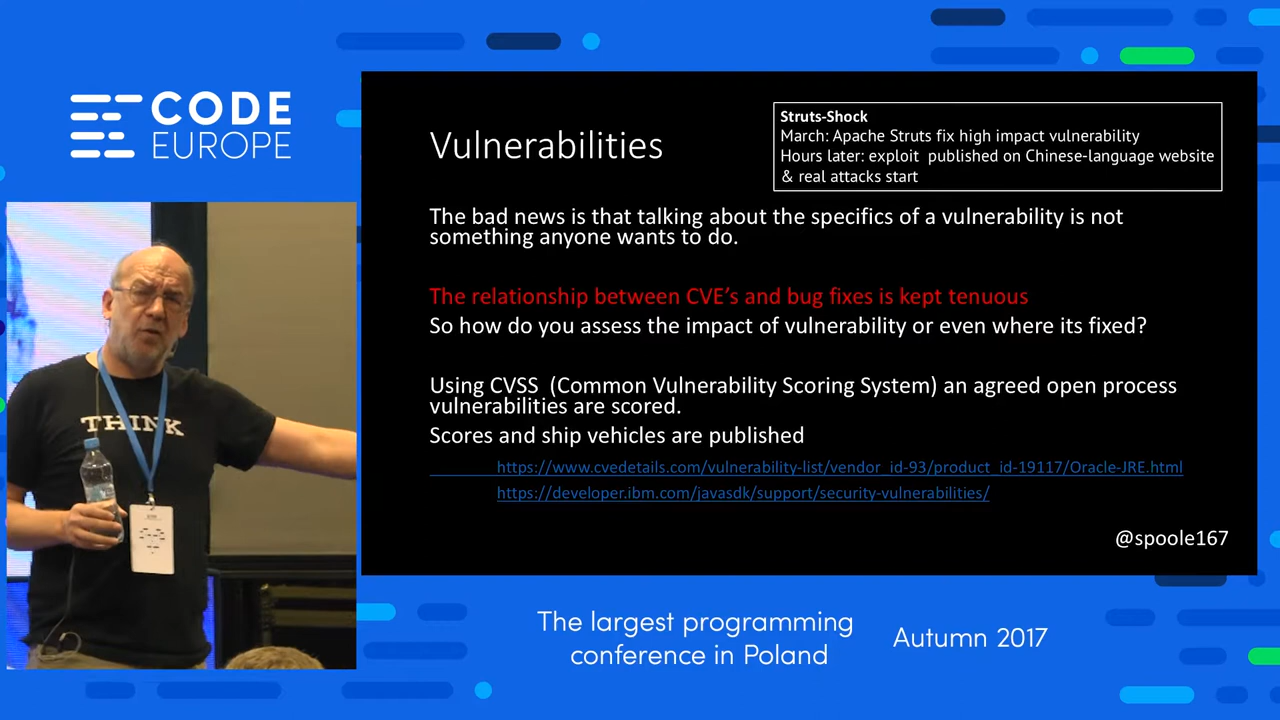 CODE
EUROPE
Vulnerabilities
Struts-Shock
March: Apache Struts fix high impact vulnerability
Hours later: exploit published on Chinese-language website
& real attacks start
The bad news is that talking about the specifics of a vulnerability is not
something anyone wants to do.
The relationship between CVE’s and bug fixes is kept tenuous
So how do you assess the impact of vulnerability or even where its fixed?
Using CVSS (Common Vulnerability Scoring System) an agreed open process
vulnerabilities are scored.
Scores and ship vehicles are published
https://www.cvedetails.com/vulnerability-list/vendor_id-93/product_id-19117/Oracle-JRE.html
https://developer.ibm.com/javasdk/support/security-vulnerabilities/
@spoole167
THINK
The largest programming
conference in Poland
Autumn 2017